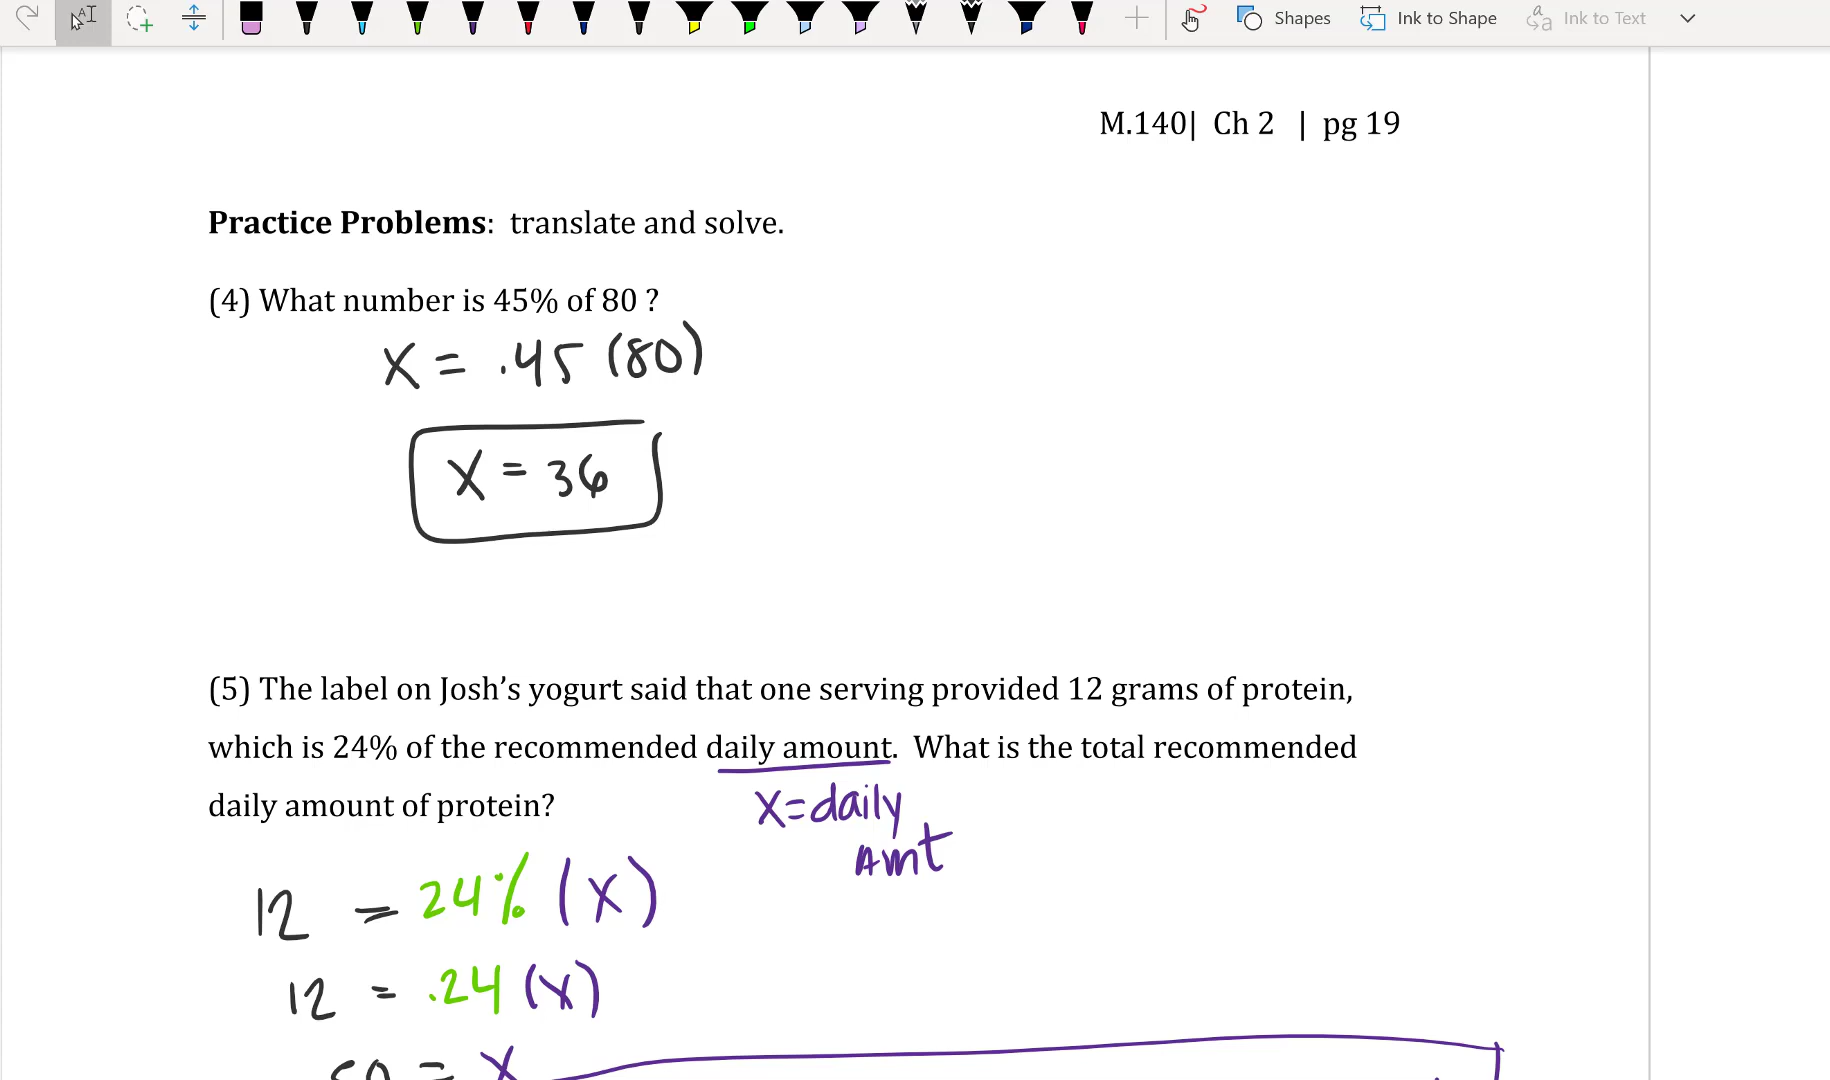 Shapes Ink to Shape Ink to Text
M.140| Ch 2 | pg 19
Practice Problems: translate and solve.
(4) What number is 45% of 80 ?
X = .45 (80)
X = 36
(5) The label on Josh’s yogurt said that one serving provided 12 grams of protein,
which is 24% of the recommended daily amount. What is the total recommended
daily amount of protein?
X=daily
Amt
12 = 24% (X)
12 = .24 (X)
50 = X